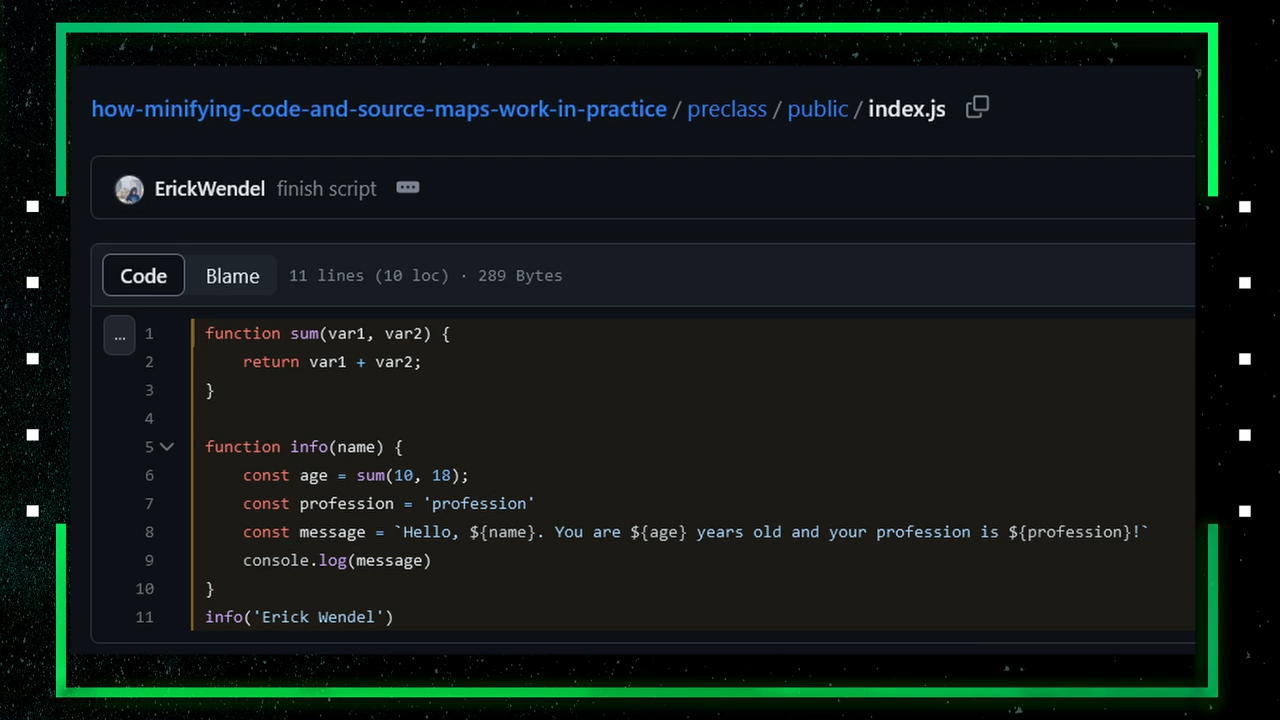 how-minifying-code-and-source-maps-work-in-practice / preclass / public / index.js
ErickWendel finish script
Code Blame 11 lines (10 loc) · 289 Bytes
... 1 function sum(var1, var2) {
2     return var1 + var2;
3 }
4
5 function info(name) {
6     const age = sum(10, 18);
7     const profession = 'profession'
8     const message = `Hello, ${name}. You are ${age} years old and your profession is ${profession}!`
9     console.log(message)
10 }
11 info('Erick Wendel')